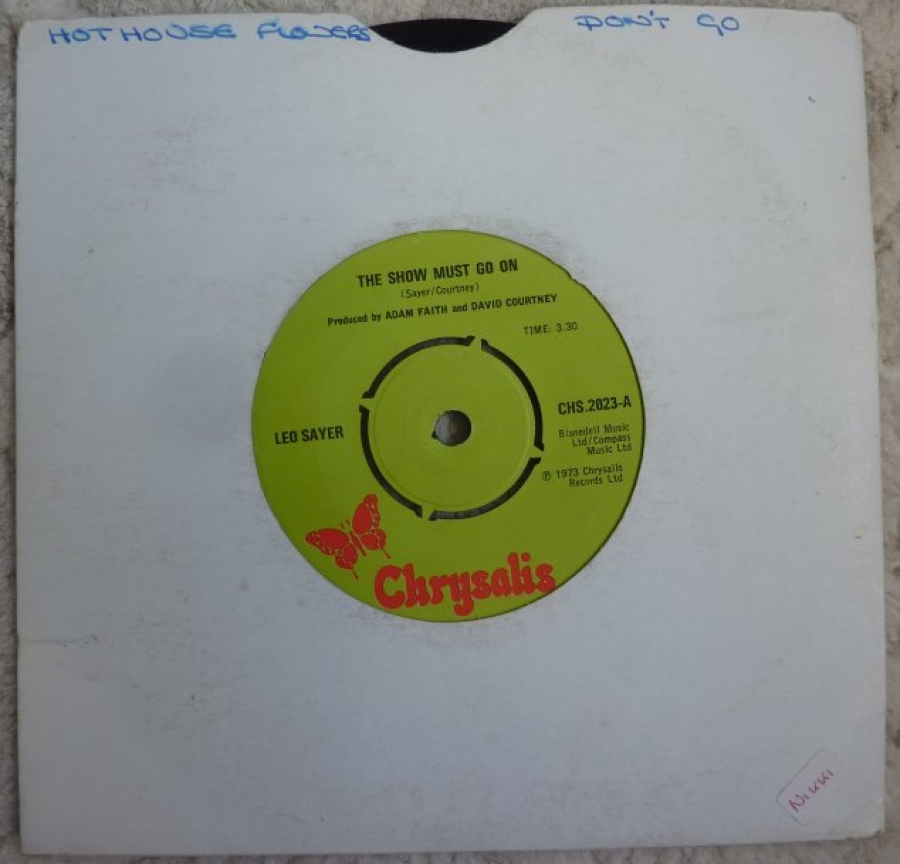 HOT HOUSE FLOWERS DON'T GO
THE SHOW MUST GO ON
(Sayer/Courtney)
Produced by ADAM FAITH and DAVID COURTNEY
TIME: 3.30
LEO SAYER
CHS.2023-A
Blanedell Music
Ltd/Compass
Music Ltd
℗ 1973 Chrysalis
Records Ltd
Chrysalis
NIKKI